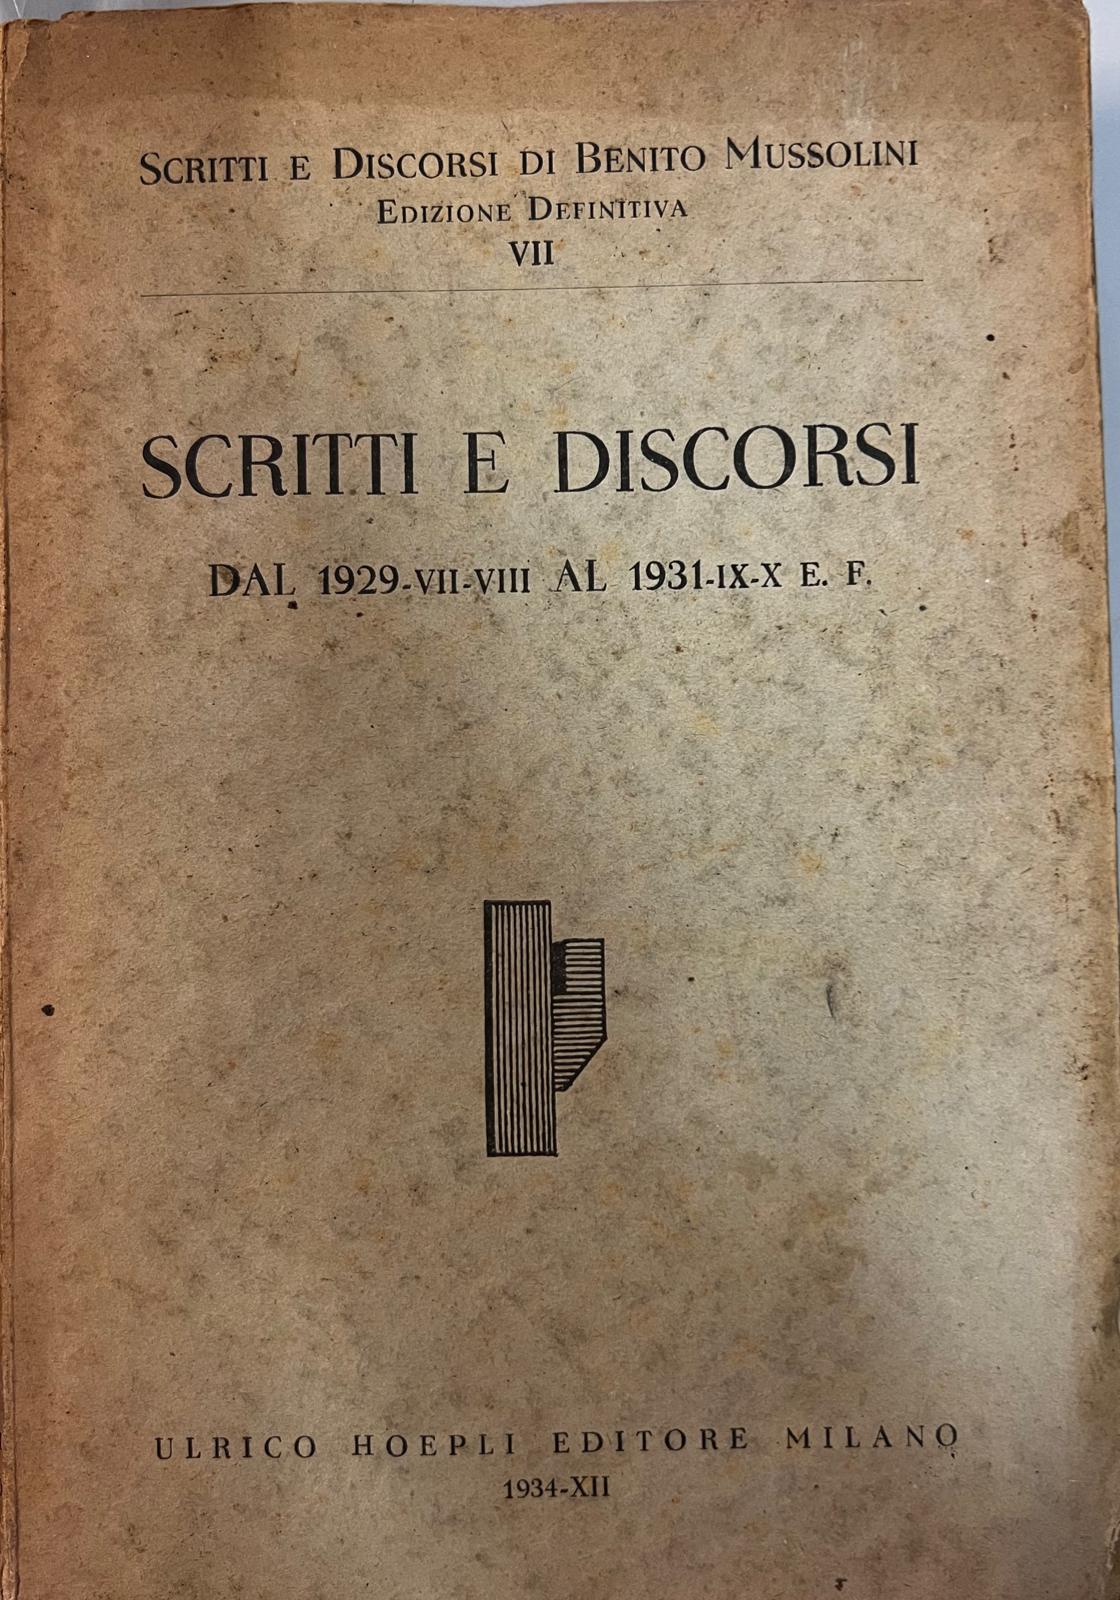 SCRITTI E DISCORSI DI BENITO MUSSOLINI
EDIZIONE DEFINITIVA
VII
SCRITTI E DISCORSI
DAL 1929-VII-VIII AL 1931-IX-X E. F.
ULRICO HOEPLI EDITORE MILANO
1934-XII